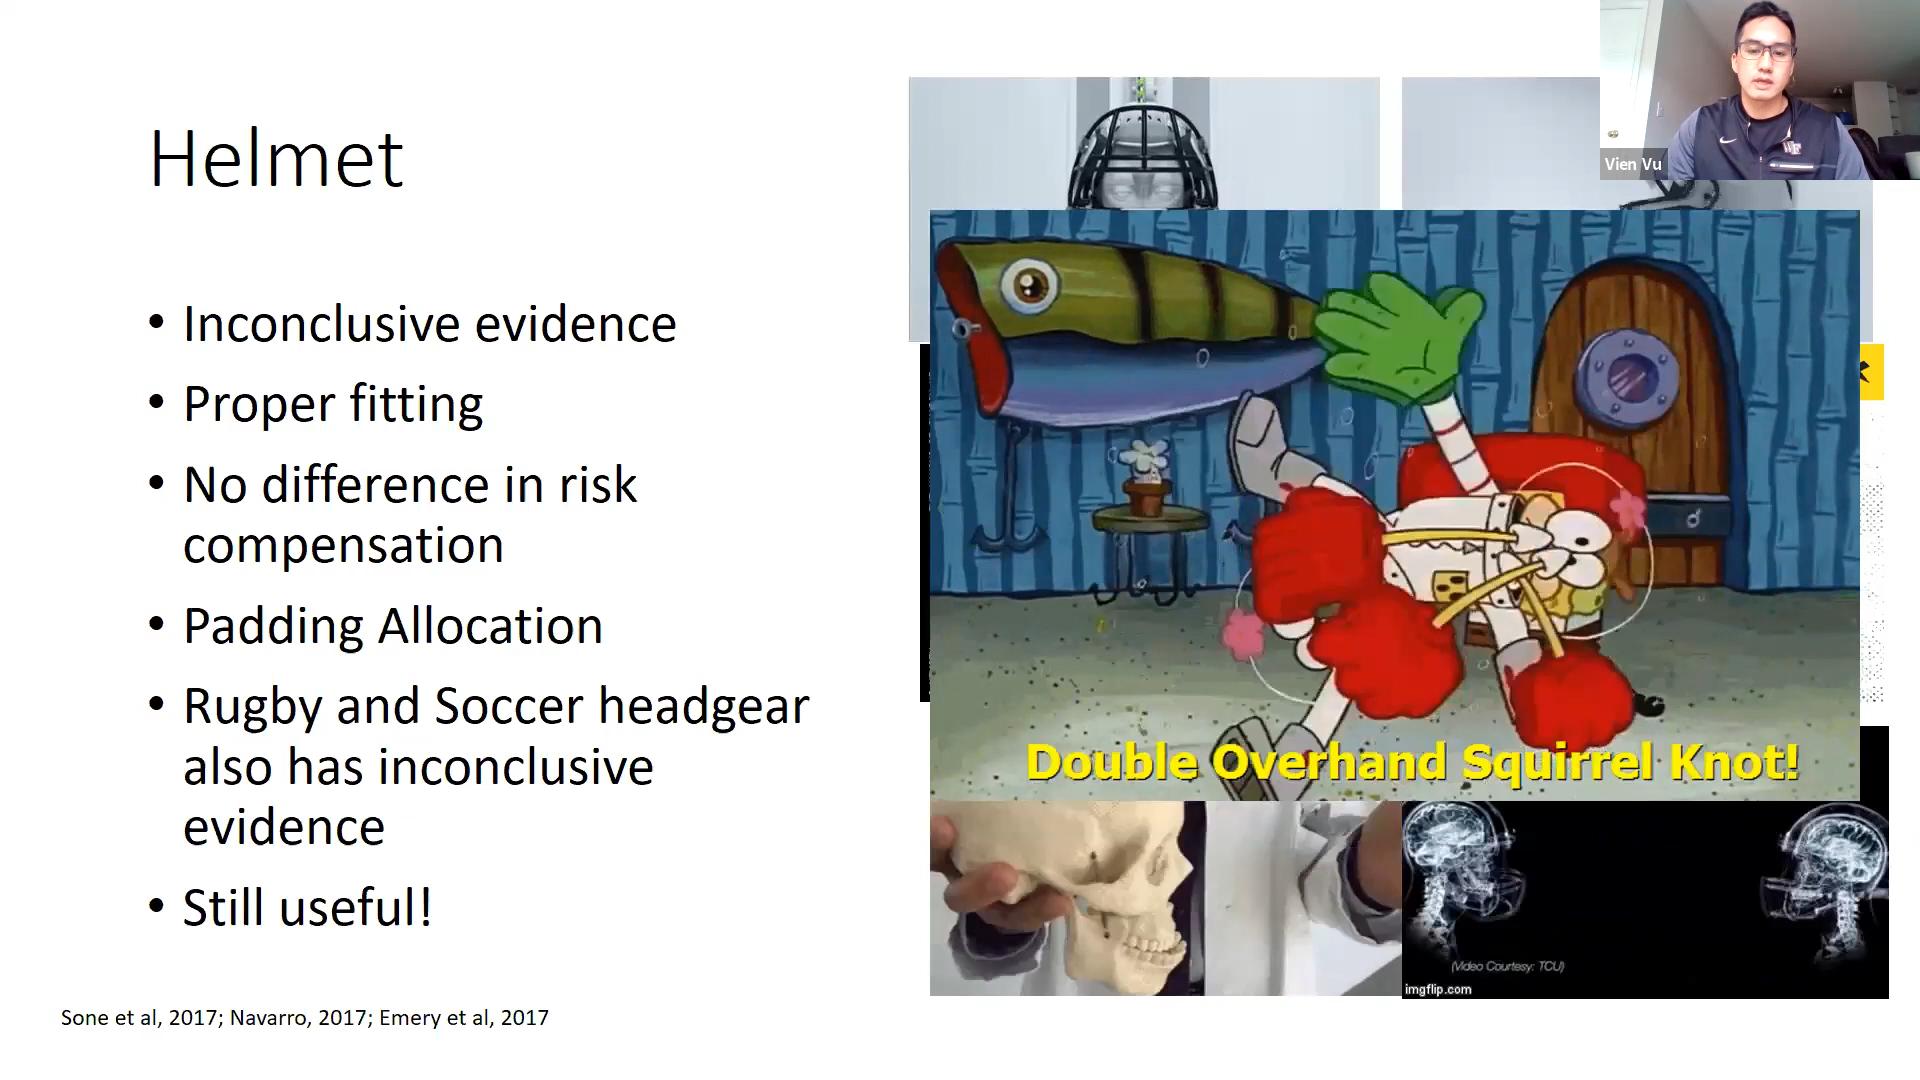 Helmet
• Inconclusive evidence
• Proper fitting
• No difference in risk
compensation
• Padding Allocation
• Rugby and Soccer headgear
also has inconclusive
evidence
• Still useful!
Sone et al, 2017; Navarro, 2017; Emery et al, 2017
Vien Vu
WF
Double Overhand Squirrel Knot!
(Video Courtesy: TCU)
imgflip.com